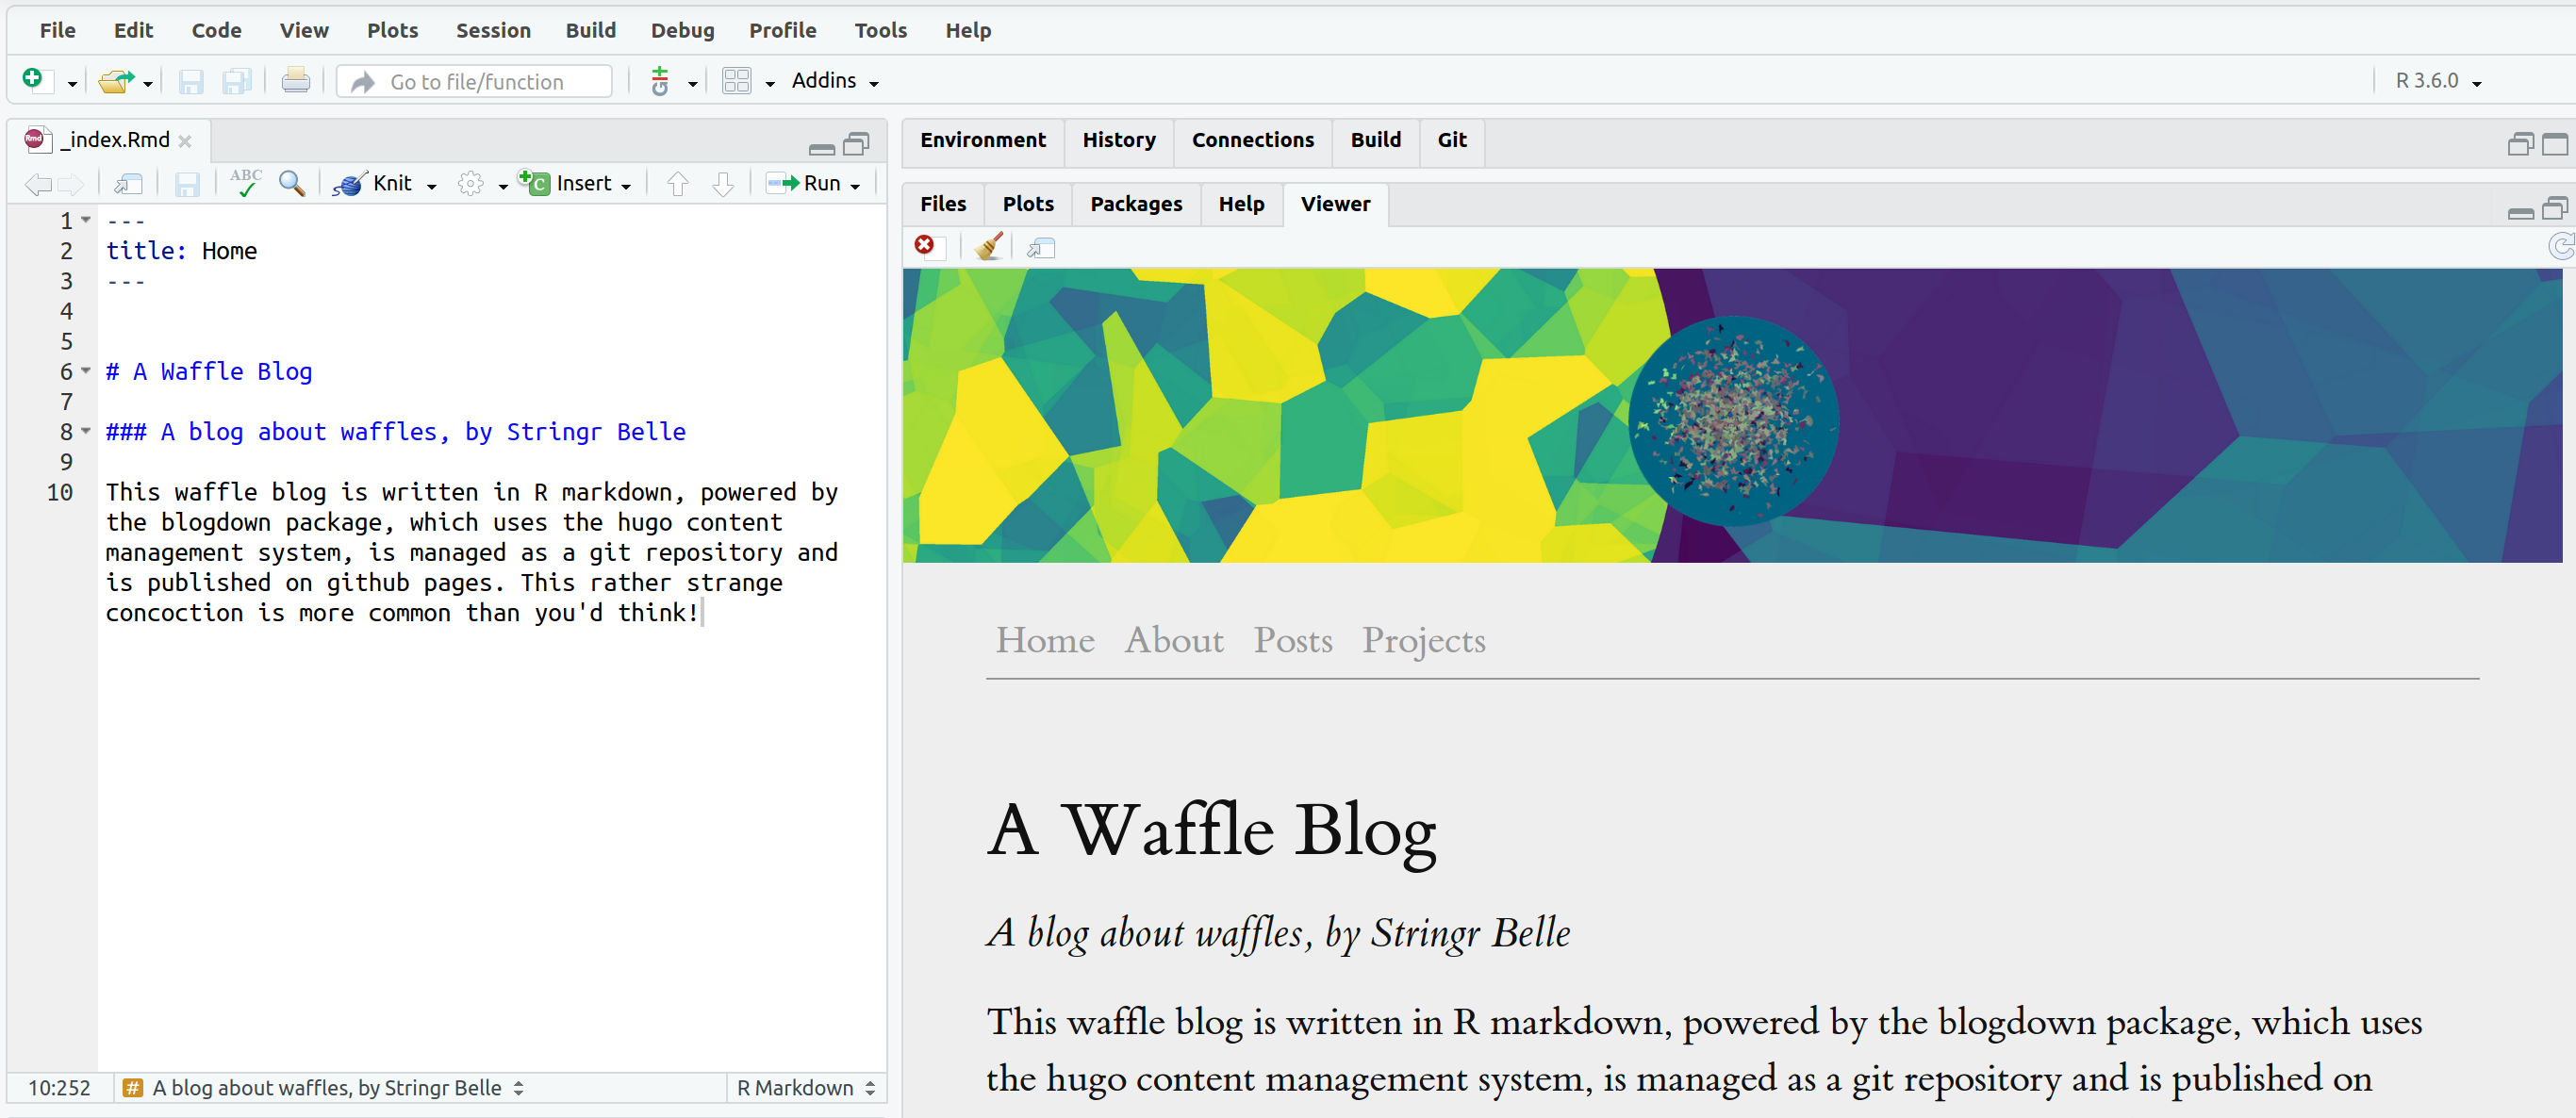 File Edit Code View Plots Session Build Debug Profile Tools Help
Go to file/function Addins R 3.6.0
_index.Rmd
ABC Knit Insert Run
1 ---
2 title: Home
3 ---
4
5
6 # A Waffle Blog
7
8 ### A blog about waffles, by Stringr Belle
9
10 This waffle blog is written in R markdown, powered by
the blogdown package, which uses the hugo content
management system, is managed as a git repository and
is published on github pages. This rather strange
concoction is more common than you'd think!
10:252 # A blog about waffles, by Stringr Belle R Markdown
Environment History Connections Build Git
Files Plots Packages Help Viewer
Home About Posts Projects
A Waffle Blog
A blog about waffles, by Stringr Belle
This waffle blog is written in R markdown, powered by the blogdown package, which uses
the hugo content management system, is managed as a git repository and is published on